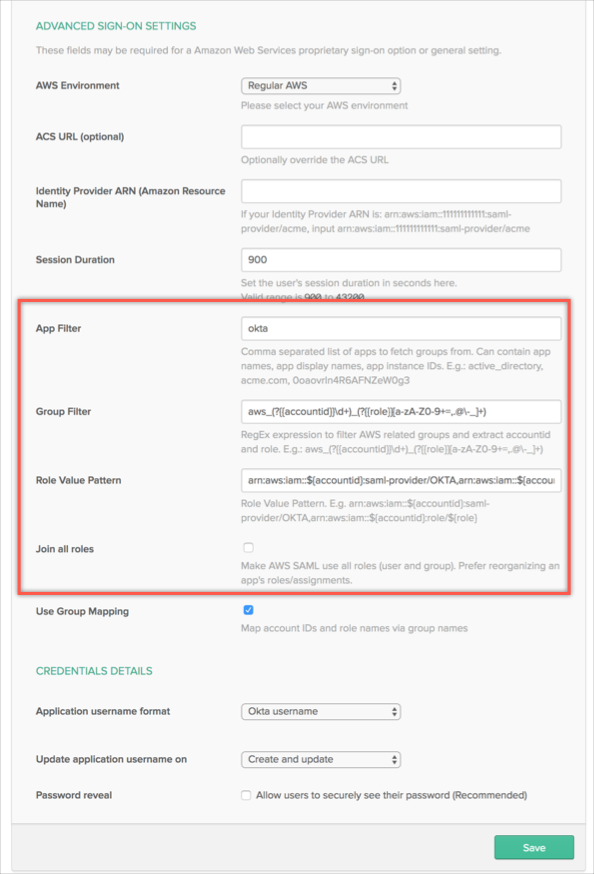 ADVANCED SIGN-ON SETTINGS
These fields may be required for a Amazon Web Services proprietary sign-on option or general setting.
AWS Environment
Regular AWS
Please select your AWS environment
ACS URL (optional)
Optionally override the ACS URL
Identity Provider ARN (Amazon Resource
Name)
If your Identity Provider ARN is: arn:aws:iam::111111111111:saml-
provider/acme, input arn:aws:iam::111111111111:saml-provider/acme
Session Duration
900
Set the user's session duration in seconds here.
Valid range is 900 to 43200
App Filter
okta
Comma separated list of apps to fetch groups from. Can contain app
names, app display names, app instance IDs. E.g.: active_directory,
acme.com, 0oaovrln4R6AFNZeW0g3
Group Filter
aws_(?{{accountid}}\d+)_(?{{role}}[a-zA-Z0-9+=,.@\-_]+)
RegEx expression to filter AWS related groups and extract accountid
and role. E.g.: aws_(?{{accountid}}\d+)_(?{{role}}[a-zA-Z0-9+=,.@\-_]+)
Role Value Pattern
arn:aws:iam::${accountid}:saml-provider/OKTA,arn:aws:iam::${accou
Role Value Pattern. E.g. arn:aws:iam::${accountid}:saml-
provider/OKTA,arn:aws:iam::${accountid}:role/${role}
Join all roles
Make AWS SAML use all roles (user and group). Prefer reorganizing an
app's roles/assignments.
Use Group Mapping
Map account IDs and role names via group names
CREDENTIALS DETAILS
Application username format
Okta username
Update application username on
Create and update
Password reveal
Allow users to securely see their password (Recommended)
Save